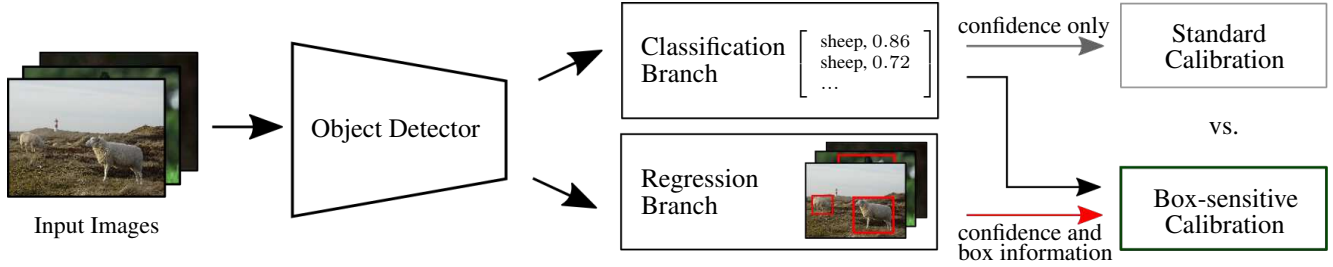 Input Images
Object Detector
Classification
Branch
sheep, 0.86
sheep, 0.72
...
Regression
Branch
confidence only
confidence and
box information
Standard
Calibration
vs.
Box-sensitive
Calibration